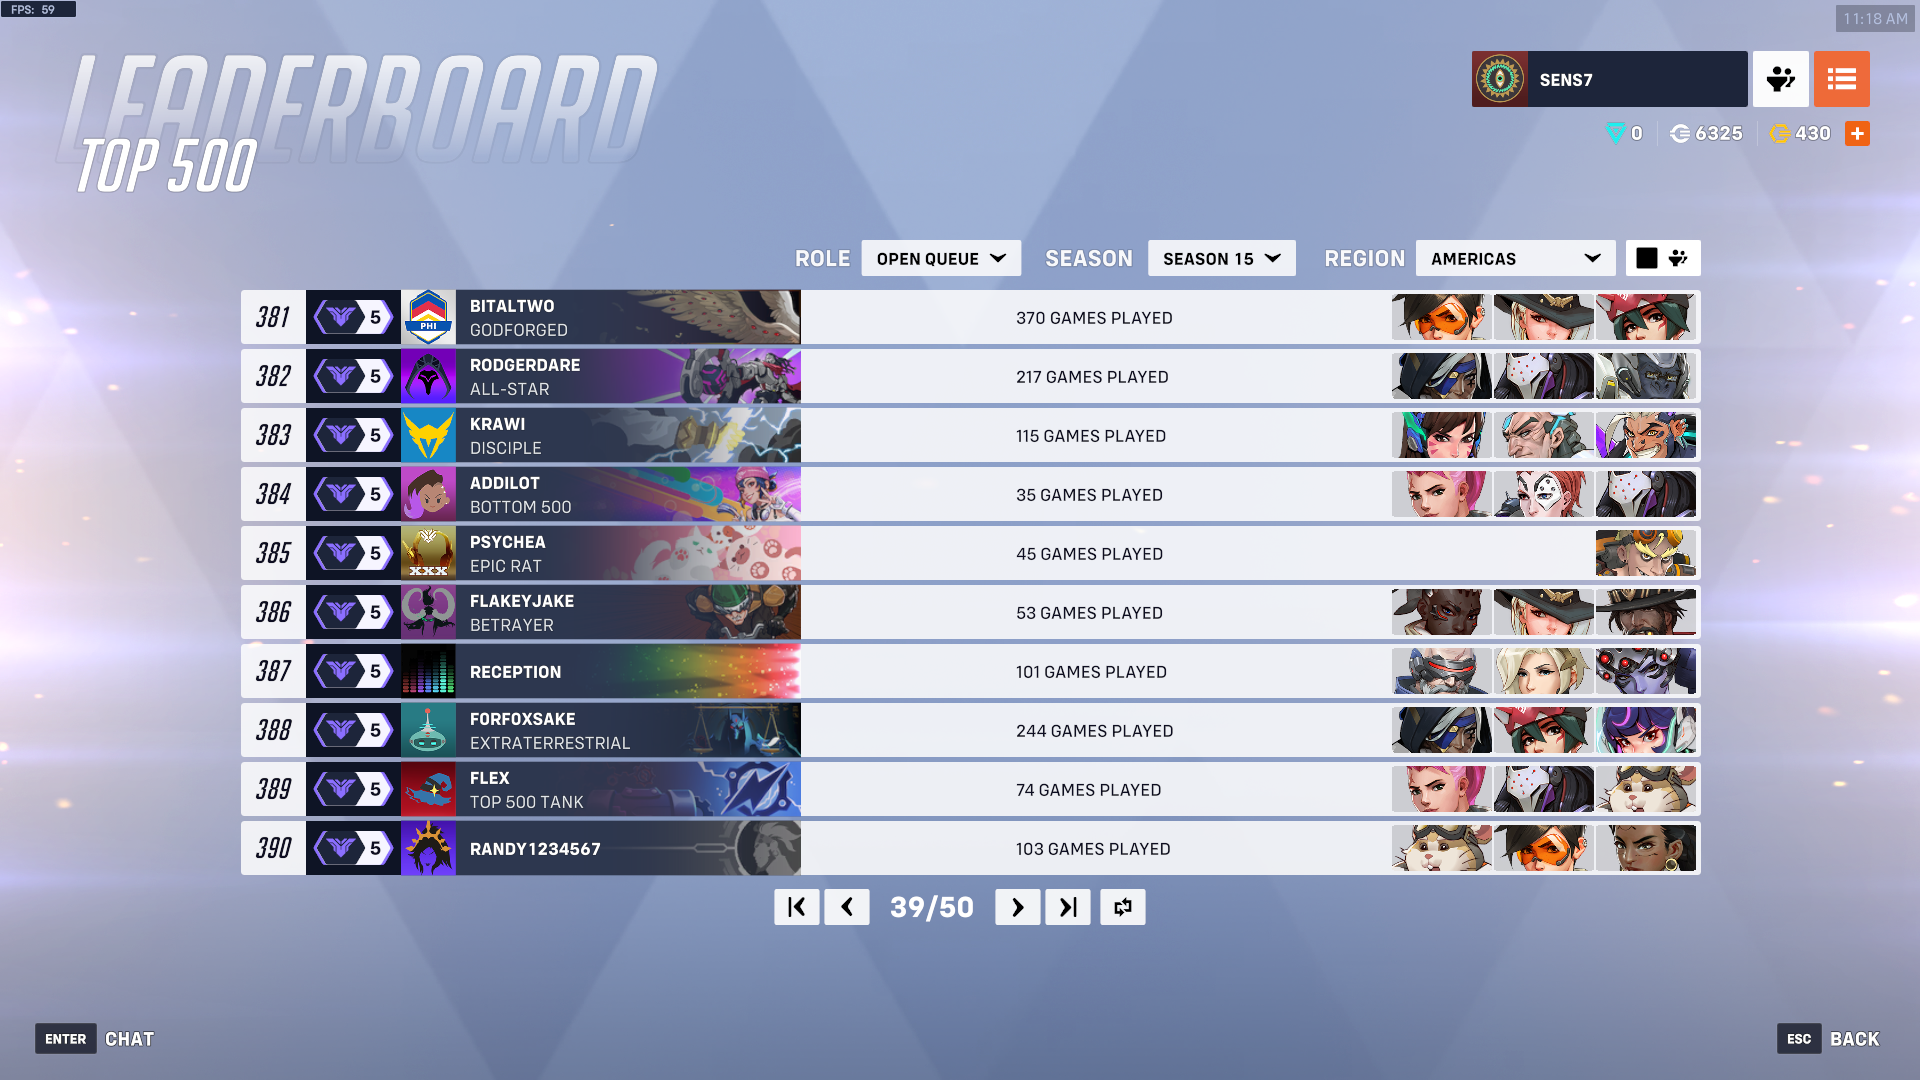 FPS: 59
11:18 AM
LEADERBOARD
TOP 500
SENS7
0 6325 430
ROLE OPEN QUEUE SEASON SEASON 15 REGION AMERICAS
381 5 BITALTWO GODFORGED 370 GAMES PLAYED
PHI
382 5 RODGERDARE ALL-STAR 217 GAMES PLAYED
383 5 KRAWI DISCIPLE 115 GAMES PLAYED
384 5 ADDILOT BOTTOM 500 35 GAMES PLAYED
385 5 PSYCHEA EPIC RAT 45 GAMES PLAYED
XXX
386 5 FLAKEYJAKE BETRAYER 53 GAMES PLAYED
387 5 RECEPTION 101 GAMES PLAYED
388 5 FORFOXSAKE EXTRATERRESTRIAL 244 GAMES PLAYED
389 5 FLEX TOP 500 TANK 74 GAMES PLAYED
390 5 RANDY1234567 103 GAMES PLAYED
39/50
ENTER CHAT
ESC BACK